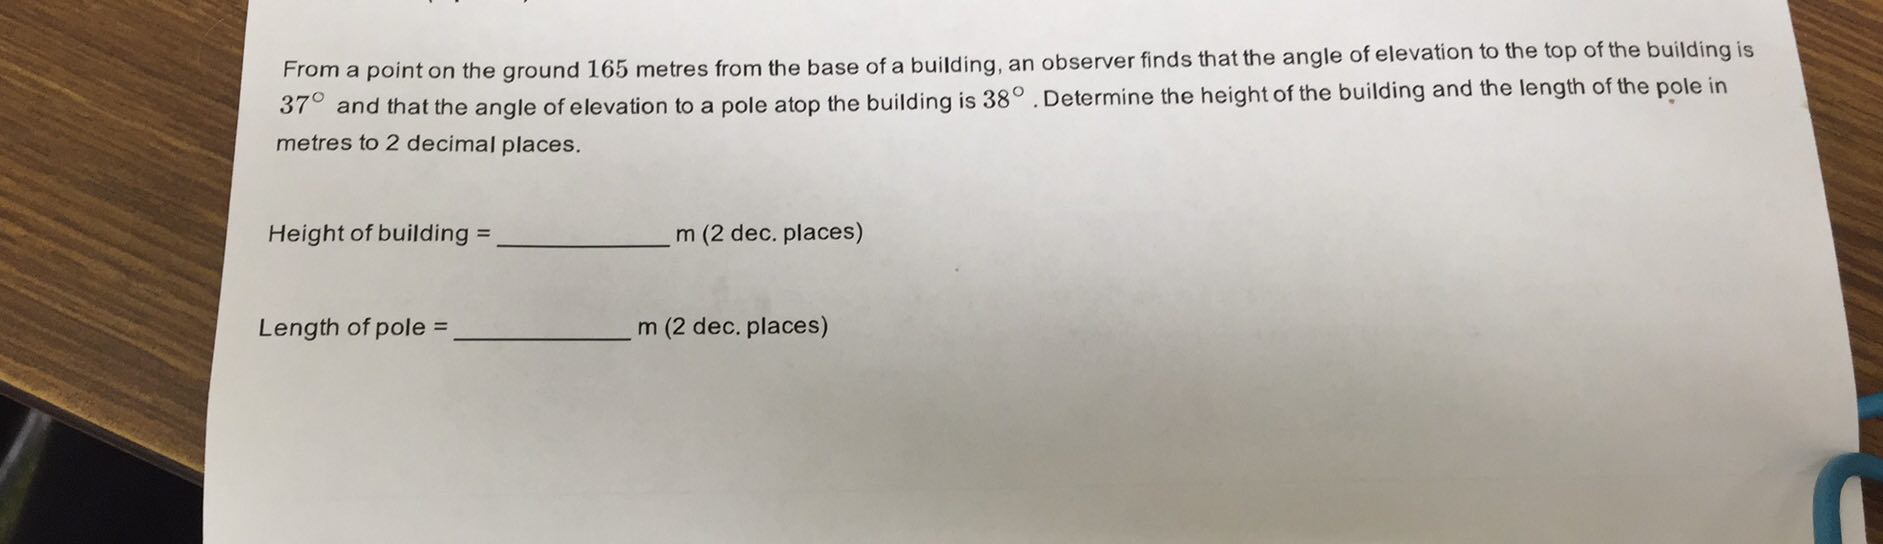 From a point on the ground 165 metres from the base of a building, an observer finds that the angle of elevation to the top of the building is
37° and that the angle of elevation to a pole atop the building is 38° . Determine the height of the building and the length of the pole in
metres to 2 decimal places.
Height of building = ____________ m (2 dec. places)
Length of pole = ____________ m (2 dec. places)